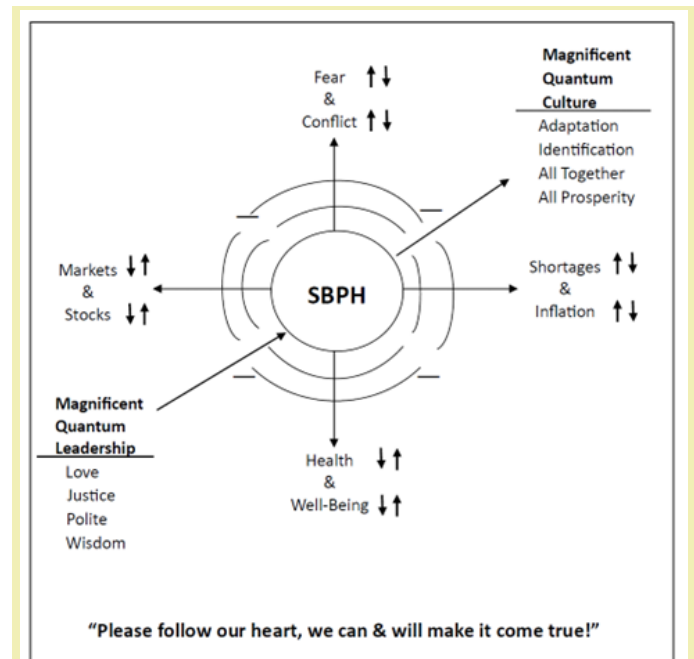 Fear ↑↓
&
Conflict ↑↓
Magnificent
Quantum
Culture
Adaptation
Identification
All Together
All Prosperity
Markets ↓↑
&
Stocks ↓↑
SBPH
Shortages ↑↓
&
Inflation ↑↓
Magnificent
Quantum
Leadership
Love
Justice
Polite
Wisdom
Health ↓↑
&
Well-Being ↓↑
“Please follow our heart, we can & will make it come true!”